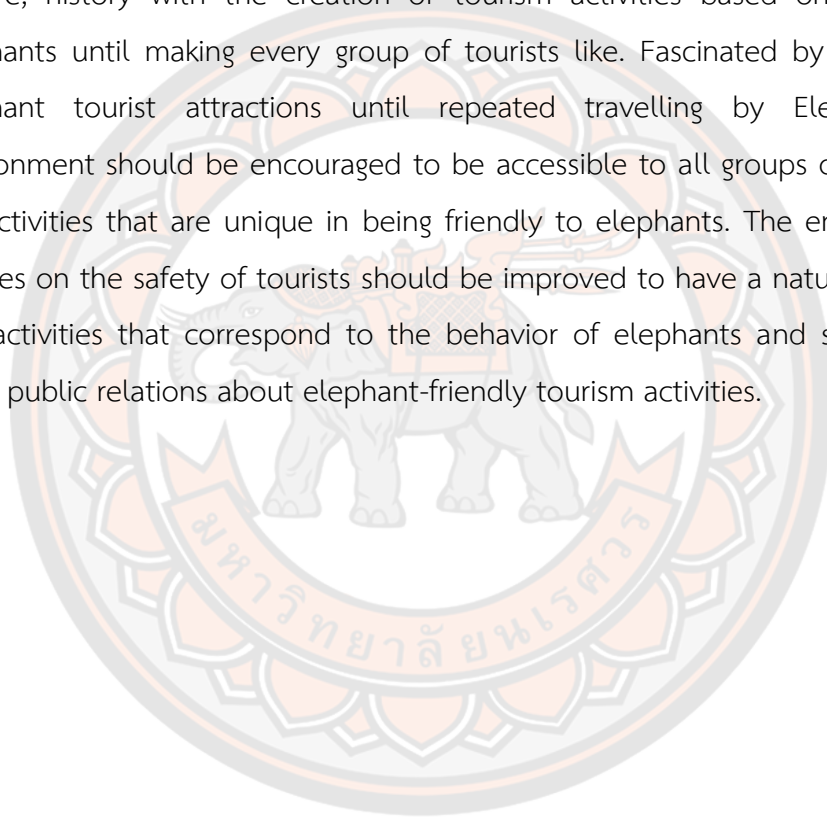 history with the creation of tourism activities based on
until making every group of tourists like. Fascinated by
tourist attractions until repeated travelling by
should be encouraged to be accessible to all groups
that are unique in being friendly to elephants. The
on the safety of tourists should be improved to have a
activities that correspond to the behavior of elephants and
public relations about elephant-friendly tourism activities.
มหาวิทยาลัยนเรศวร